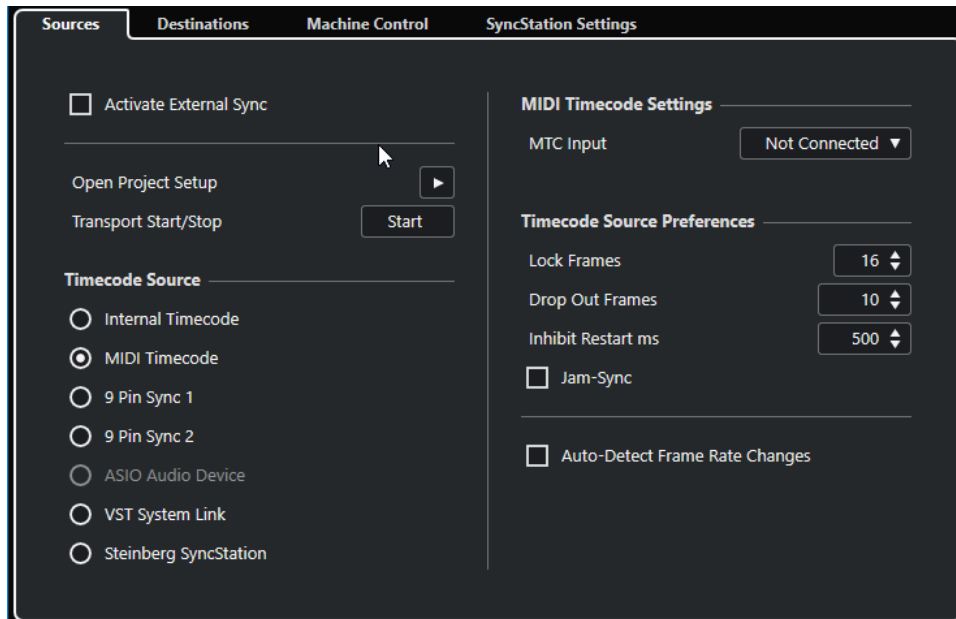 Sources Destinations Machine Control SyncStation Settings
Activate External Sync
Open Project Setup
Transport Start/Stop Start
Timecode Source
Internal Timecode
MIDI Timecode
9 Pin Sync 1
9 Pin Sync 2
ASIO Audio Device
VST System Link
Steinberg SyncStation
MIDI Timecode Settings
MTC Input Not Connected
Timecode Source Preferences
Lock Frames 16
Drop Out Frames 10
Inhibit Restart ms 500
Jam-Sync
Auto-Detect Frame Rate Changes